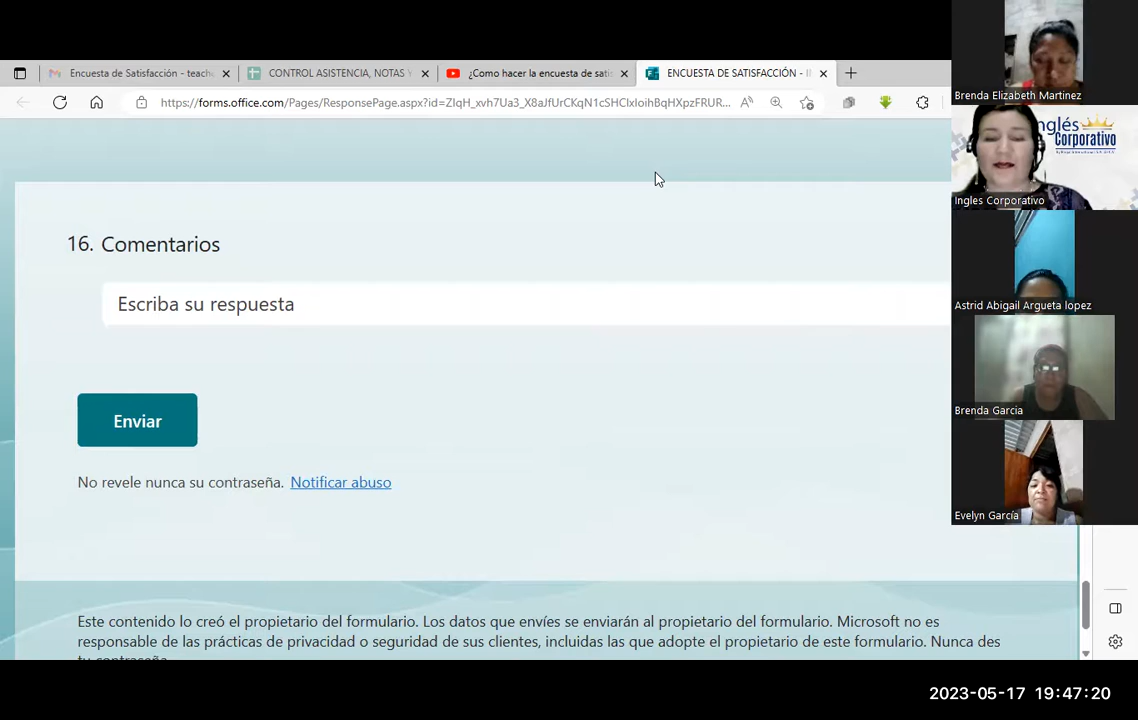 Encuesta de Satisfacción - teach
CONTROL ASISTENCIA, NOTAS Y
¿Como hacer la encuesta de sati
ENCUESTA DE SATISFACCIÓN - I
https://forms.office.com/Pages/ResponsePage.aspx?id=ZIqH_xvh7Ua3_X8aJfUrCKqN1cSHClxIoihBqHXpzFRUR...
16. Comentarios
Escriba su respuesta
Enviar
No revele nunca su contraseña. Notificar abuso
Este contenido lo creó el propietario del formulario. Los datos que envíes se enviarán al propietario del formulario. Microsoft no es
responsable de las prácticas de privacidad o seguridad de sus clientes, incluidas las que adopte el propietario de este formulario. Nunca des
tu contraseña.
Brenda Elizabeth Martinez
Inglés
Corporativo
Ingles Corporativo
Astrid Abigail Argueta lopez
Brenda Garcia
Evelyn García
2023-05-17 19:47:20